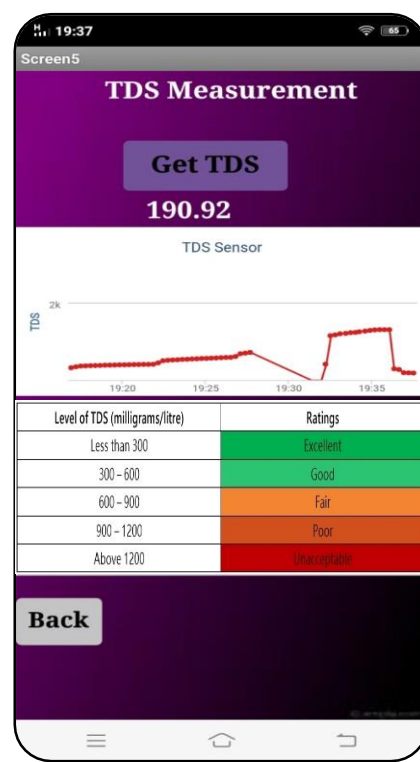 19:37
65
Screen5
TDS Measurement
Get TDS
190.92
TDS Sensor
2k
TDS
19:20 19:25 19:30 19:35
Level of TDS (milligrams/litre) Ratings
Less than 300 Excellent
300 – 600 Good
600 – 900 Fair
900 – 1200 Poor
Above 1200 Unacceptable
Back